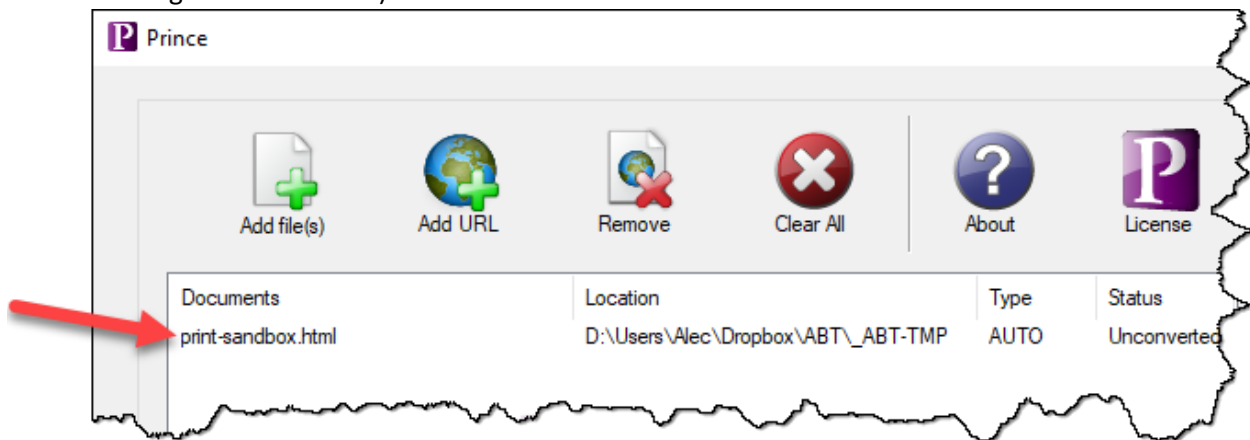 Prince
Add file(s) Add URL Remove Clear All About License
Documents Location Type Status
print-sandbox.html D:\Users\Alec\Dropbox\ABT\_ABT-TMP AUTO Unconverted